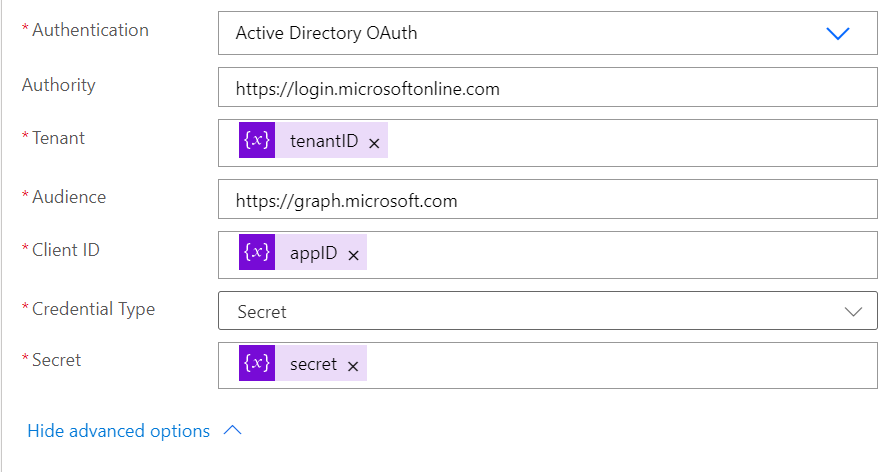 * Authentication Active Directory OAuth
Authority https://login.microsoftonline.com
* Tenant {x} tenantID ×
* Audience https://graph.microsoft.com
* Client ID {x} appID ×
* Credential Type Secret
* Secret {x} secret ×
Hide advanced options